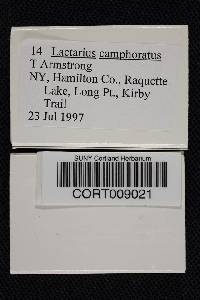 14 Lactarius camphoratus
T Armstrong
NY, Hamilton Co., Raquette
Lake, Long Pt., Kirby
Trail
23 Jul 1997
SUNY Cortland Herbarium
CORT009021